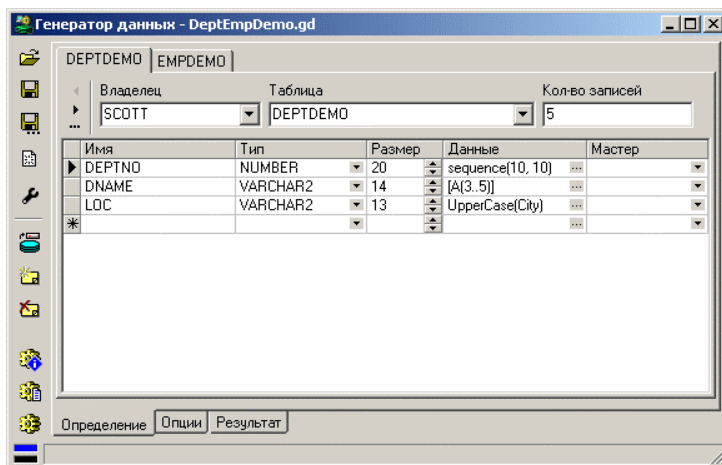 Генератор данных - DeptEmpDemo.gd
DEPTDEMO EMPDEMO
Владелец Таблица Кол-во записей
SCOTT DEPTDEMO 5
Имя Тип Размер Данные Мастер
DEPTNO NUMBER 20 sequence(10, 10) ...
DNAME VARCHAR2 14 [A(3..5)] ...
LOC VARCHAR2 13 UpperCase(City) ...
...
Определение Опции Результат